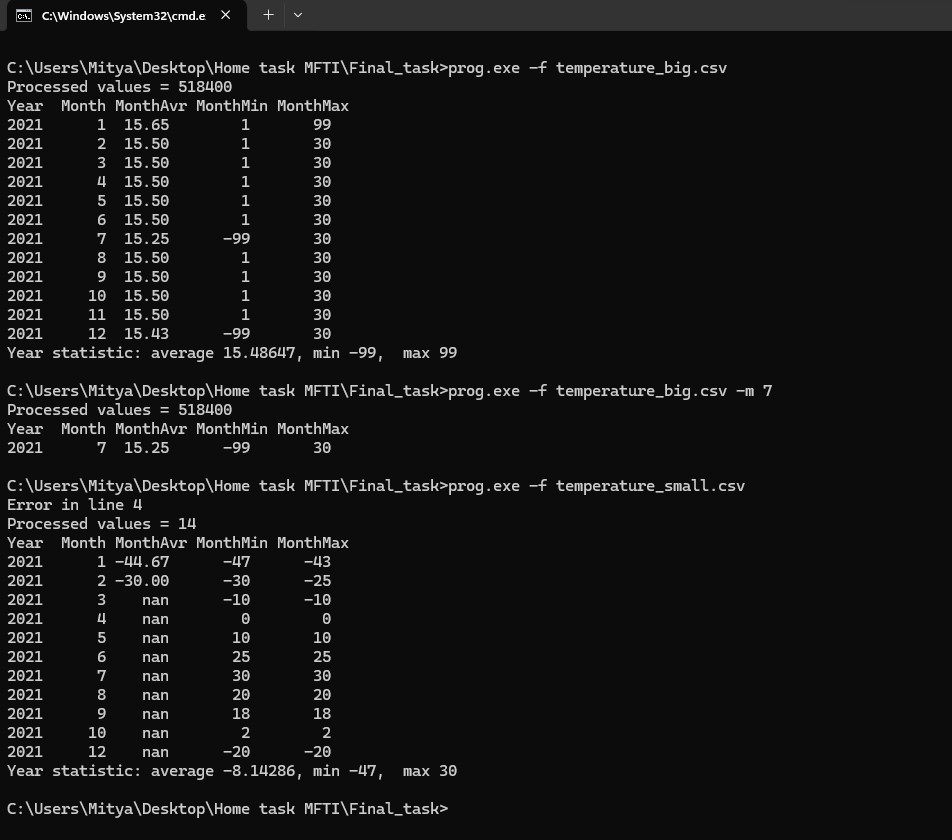 C:\Windows\System32\cmd.e
C:\Users\Mitya\Desktop\Home task MFTI\Final_task>prog.exe -f temperature_big.csv
Processed values = 518400
Year  Month MonthAvr MonthMin MonthMax
2021      1  15.65        1       99
2021      2  15.50        1       30
2021      3  15.50        1       30
2021      4  15.50        1       30
2021      5  15.50        1       30
2021      6  15.50        1       30
2021      7  15.25      -99       30
2021      8  15.50        1       30
2021      9  15.50        1       30
2021     10  15.50        1       30
2021     11  15.50        1       30
2021     12  15.43      -99       30
Year statistic: average 15.48647, min -99,  max 99
C:\Users\Mitya\Desktop\Home task MFTI\Final_task>prog.exe -f temperature_big.csv -m 7
Processed values = 518400
Year  Month MonthAvr MonthMin MonthMax
2021      7  15.25      -99       30
C:\Users\Mitya\Desktop\Home task MFTI\Final_task>prog.exe -f temperature_small.csv
Error in line 4
Processed values = 14
Year  Month MonthAvr MonthMin MonthMax
2021      1 -44.67      -47      -43
2021      2 -30.00      -30      -25
2021      3    nan      -10      -10
2021      4    nan        0        0
2021      5    nan       10       10
2021      6    nan       25       25
2021      7    nan       30       30
2021      8    nan       20       20
2021      9    nan       18       18
2021     10    nan        2        2
2021     12    nan      -20      -20
Year statistic: average -8.14286, min -47,  max 30
C:\Users\Mitya\Desktop\Home task MFTI\Final_task>